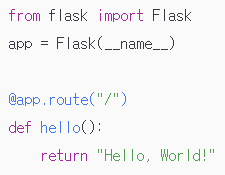 from flask import Flask
app = Flask(__name__)

@app.route("/")
def hello():
    return "Hello, World!"